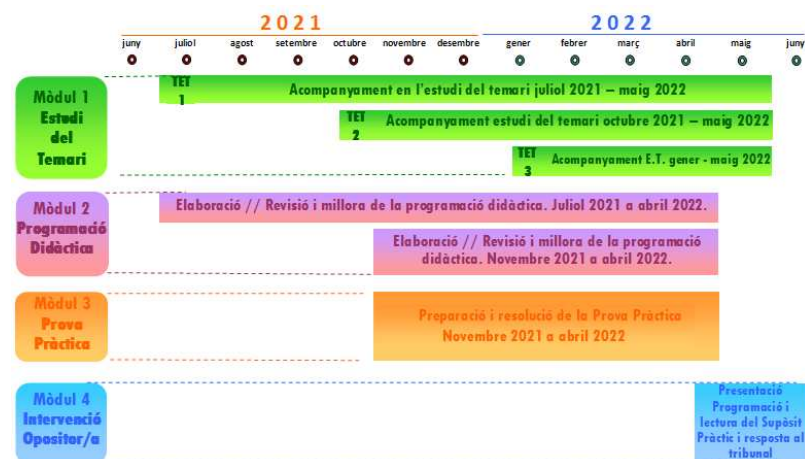 2021 2022
juny juliol agost setembre octubre novembre desembre gener febrer març abril maig juny
Mòdul 1
Estudi
del
Temari
TET
1
Acompanyament en l'estudi del temari juliol 2021 – maig 2022
TET
2
Acompanyament estudi del temari octubre 2021 – maig 2022
TET
3
Acompanyament E.T. gener - maig 2022
Mòdul 2
Programació
Didàctica
Elaboració // Revisió i millora de la programació didàctica. Juliol 2021 a abril 2022.
Elaboració // Revisió i millora de la programació
didàctica. Novembre 2021 a abril 2022.
Mòdul 3
Prova
Pràctica
Preparació i resolució de la Prova Pràctica
Novembre 2021 a abril 2022
Mòdul 4
Intervenció
Opositor/a
Presentació
Programació i
lectura del Supòsit
Pràctic i resposta al
tribunal